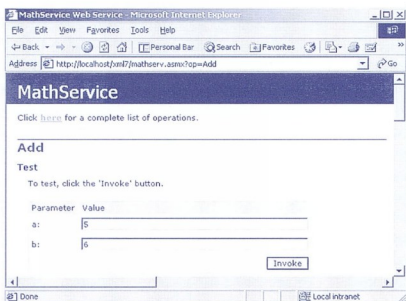 MathService Web Service - Microsoft Internet Explorer
File Edit View Favorites Tools Help
Back Personal Bar Search Favorites
Address http://localhost/xml7/mathserv.asmx?op=Add Go
MathService
Click here for a complete list of operations.
Add
Test
To test, click the 'Invoke' button.
Parameter Value
a: 5
b: 6
Invoke
Done Local intranet